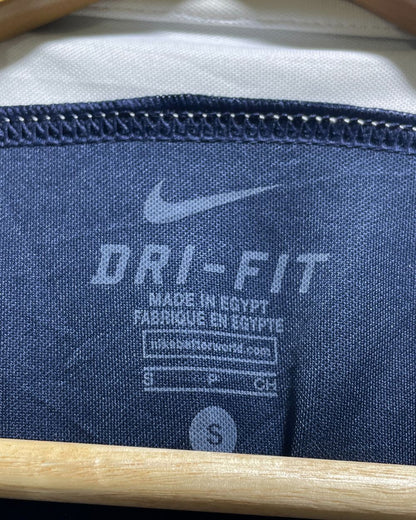 DRI-FIT
MADE IN EGYPT
FABRIQUE EN EGYPTE
nikebetterworld.com
S P CH
S